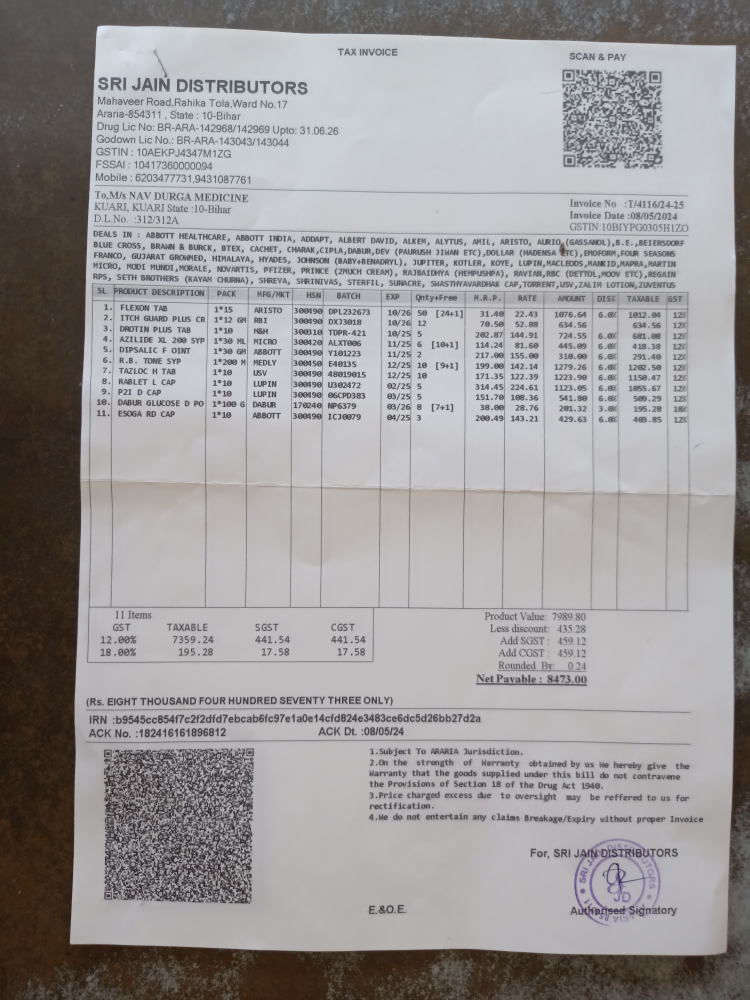 TAX INVOICE
SCAN & PAY
SRI JAIN DISTRIBUTORS
Mahaveer Road,Rahika Tola,Ward No.17
Araria-854311 , State : 10-Bihar
Drug Lic No: BR-ARA-142968/142969 Upto: 31.06.26
Godown Lic No.: BR-ARA-143043/143044
GSTIN : 10AEKPJ4347M1ZG
FSSAI : 10417360000094
Mobile : 6203477731,9431087761
To,M/s NAV DURGA MEDICINE
KUARI, KUARI State :10-Bihar
D.L.No. :312/312A
Invoice No :T/4116/24-25
Invoice Date :08/05/2024
GSTIN:10BIYPG0305H1ZO
DEALS IN : ABBOTT HEALTHCARE, ABBOTT INDIA, ADDAPT, ALBERT DAVID, ALKEM, ALYTUS, AMIL, ARISTO, AURIO,(GASSANOL),B.E.,BEIERSDORF
BLUE CROSS, BRAWN & BURCK, BTEX, CACHET, CHARAK,CIPLA,DABUR,DEV (PAURUSH JIHAN ETC),DOLLAR (HADENSA ETC),EMOFORM,FOUR SEASONS
FRANCO, GUJARAT GROWMED, HIMALAYA, HYADES, JOHNSON (BABY+BENADRYL), JUPITER, KOTLER, KOYE, LUPIN,MACLEODS,MANKID,MAPRA,MARTIN
MICRO, MODI MUNDI,MORALE, NOVARTIS, PFIZER, PRINCE (2MUCH CREAM), RAJBAIDHYA (HEMPUSHPA), RAVIAN,RBC (DETTOL,MOOV ETC),REGAIN
RPS, SETH BROTHERS (KAYAM CHURNA), SHREYA, SHRINIVAS, STERFIL, SUNACRE, SHASTHYAVARDHAK CAP,TORRENT,USV,ZALIM LOTION,ZUVENTUS
SL PRODUCT DESCRIPTION PACK MFG/MKT HSN BATCH EXP Qnty+Free M.R.P. RATE AMOUNT DIS% TAXABLE GST
1. FLEXON TAB 1*15 ARISTO 300490 DPL232673 10/26 50 [24+1] 31.40 22.43 1076.64 6.0% 1012.04 12%
2. ITCH GUARD PLUS CR 1*12 GM RBI 300490 DXJ3018 10/26 12 70.50 52.88 634.56 634.56 12%
3. DROTIN PLUS TAB 1*10 M&H 300310 TDPR-421 10/25 5 202.87 144.91 724.55 6.0% 681.08 12%
4. AZILIDE XL 200 SYP 1*30 ML MICRO 300420 ALXT006 11/25 6 [10+1] 114.24 81.60 445.09 6.0% 418.38 12%
5. DIPSALIC F OINT 1*30 GM ABBOTT 300490 Y101223 11/25 2 217.00 155.00 310.00 6.0% 291.40 12%
6. R.B. TONE SYP 1*200 M MEDLY 300450 E40135 12/25 10 [9+1] 199.00 142.14 1279.26 6.0% 1202.50 12%
7. TAZLOC H TAB 1*10 USV 300490 48019015 12/25 10 171.35 122.39 1223.90 6.0% 1150.47 12%
8. RABLET L CAP 1*10 LUPIN 300490 U302472 02/25 5 314.45 224.61 1123.05 6.0% 1055.67 12%
9. P2I D CAP 1*10 LUPIN 300490 06CPD383 03/25 5 151.70 108.36 541.80 6.0% 509.29 12%
10. DABUR GLUCOSE D PO 1*100 G DABUR 170240 NP6379 03/26 8 [7+1] 38.00 28.76 201.32 3.0% 195.28 18%
11. ESOGA RD CAP 1*10 ABBOTT 300490 ICJ0079 04/25 3 200.49 143.21 429.63 6.0% 403.85 12%
11 Items
GST TAXABLE SGST CGST
12.00% 7359.24 441.54 441.54
18.00% 195.28 17.58 17.58
Product Value: 7989.80
Less discount: 435.28
Add SGST : 459.12
Add CGST : 459.12
Rounded By: 0.24
Net Payable : 8473.00
(Rs. EIGHT THOUSAND FOUR HUNDRED SEVENTY THREE ONLY)
IRN :b9545cc854f7c2f2dfd7ebcab6fc97e1a0e14cfd824e3483ce6dc5d26bb27d2a
ACK No. :182416161896812 ACK Dt. :08/05/24
1.Subject To ARARIA Jurisdiction.
2.On the strength of Warranty obtained by us We hereby give the
Warranty that the goods supplied under this bill do not contravene
the Provisions of Section 18 of the Drug Act 1940.
3.Price charged excess due to oversight may be reffered to us for
rectification.
4.We do not entertain any claims Breakage/Expiry without proper Invoice
For, SRI JAIN DISTRIBUTORS
SRI JAIN DISTRIBUTORS
JD
E.&O.E.
Authorised Signatory